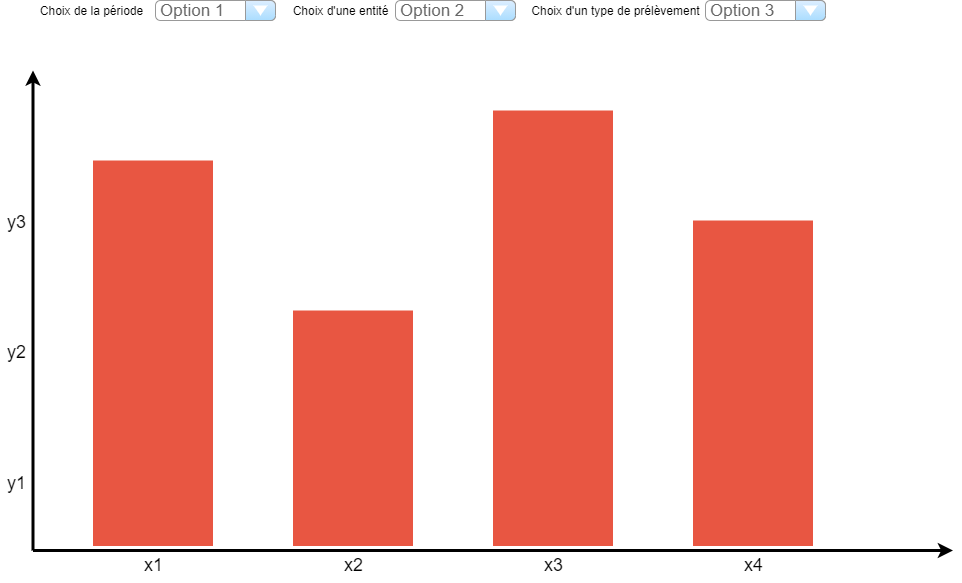 Choix de la période Option 1 Choix d'une entité Option 2 Choix d'un type de prélèvement Option 3
y3
y2
y1
x1 x2 x3 x4